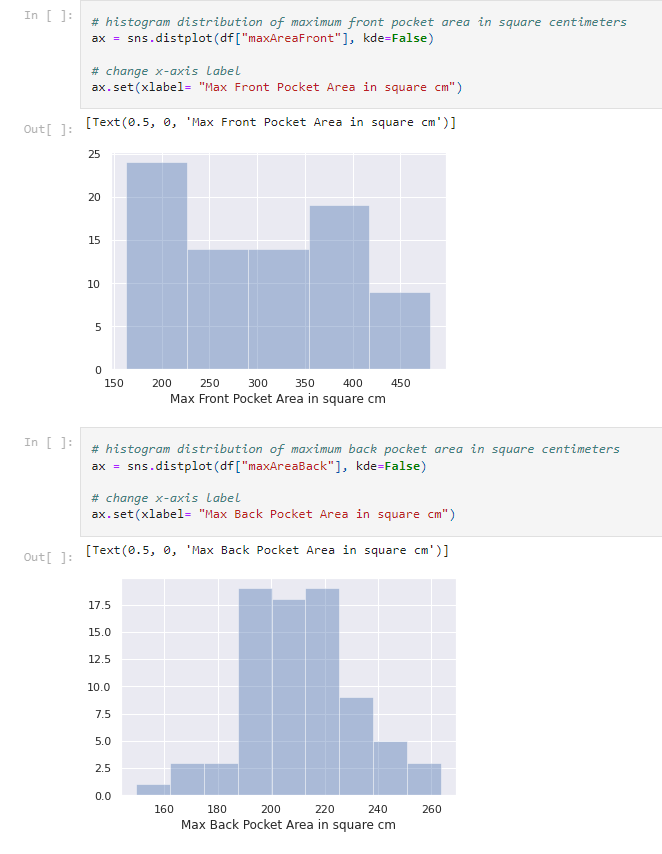 In [ ]:
# histogram distribution of maximum front pocket area in square centimeters
ax = sns.distplot(df["maxAreaFront"], kde=False)
# change x-axis label
ax.set(xlabel= "Max Front Pocket Area in square cm")
Out[ ]:
[Text(0.5, 0, 'Max Front Pocket Area in square cm')]
25
20
15
10
5
0
150 200 250 300 350 400 450
Max Front Pocket Area in square cm
In [ ]:
# histogram distribution of maximum back pocket area in square centimeters
ax = sns.distplot(df["maxAreaBack"], kde=False)
# change x-axis label
ax.set(xlabel= "Max Back Pocket Area in square cm")
Out[ ]:
[Text(0.5, 0, 'Max Back Pocket Area in square cm')]
17.5
15.0
12.5
10.0
7.5
5.0
2.5
0.0
160 180 200 220 240 260
Max Back Pocket Area in square cm